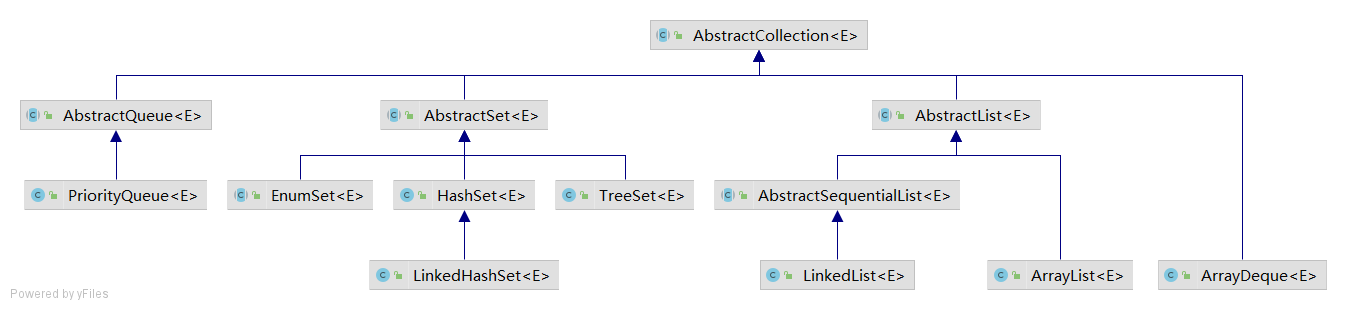 AbstractCollection<E>
AbstractQueue<E>
AbstractSet<E>
AbstractList<E>
PriorityQueue<E>
EnumSet<E>
HashSet<E>
TreeSet<E>
AbstractSequentialList<E>
LinkedHashSet<E>
LinkedList<E>
ArrayList<E>
ArrayDeque<E>
Powered by yFiles